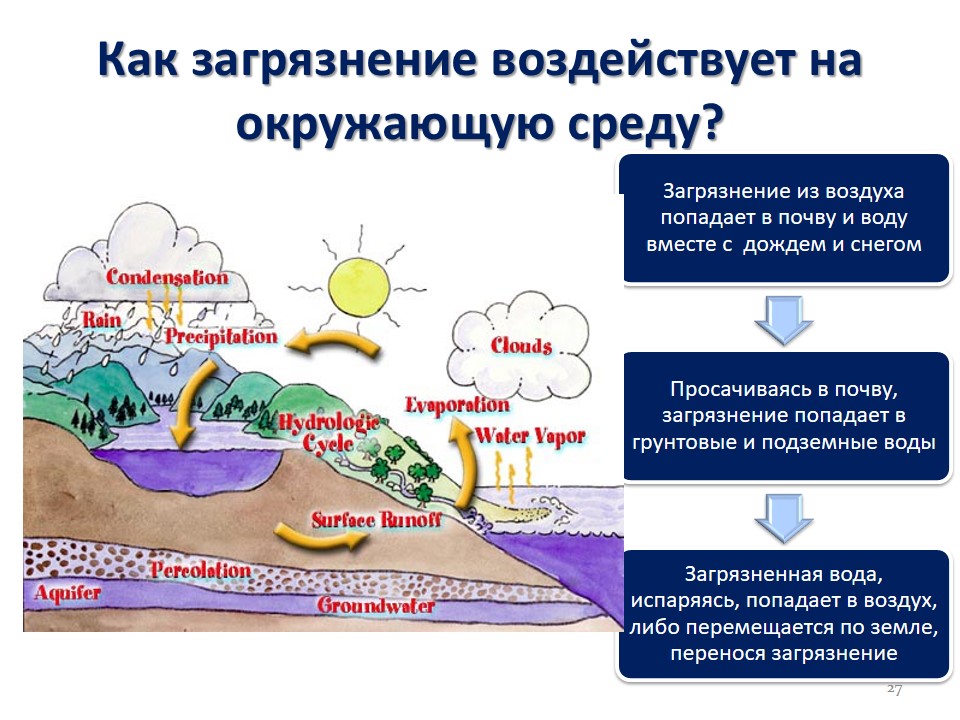 Как загрязнение воздействует на
окружающую среду?
Загрязнение из воздуха
попадает в почву и воду
вместе с дождем и снегом
Просачиваясь в почву,
загрязнение попадает в
грунтовые и подземные воды
Загрязненная вода,
испаряясь, попадает в воздух,
либо перемещается по земле,
перенося загрязнение
Condensation
Rain
Precipitation
Clouds
Evaporation
Hydrologic
Cycle
Water Vapor
Surface Runoff
Percolation
Aquifer
Groundwater
27